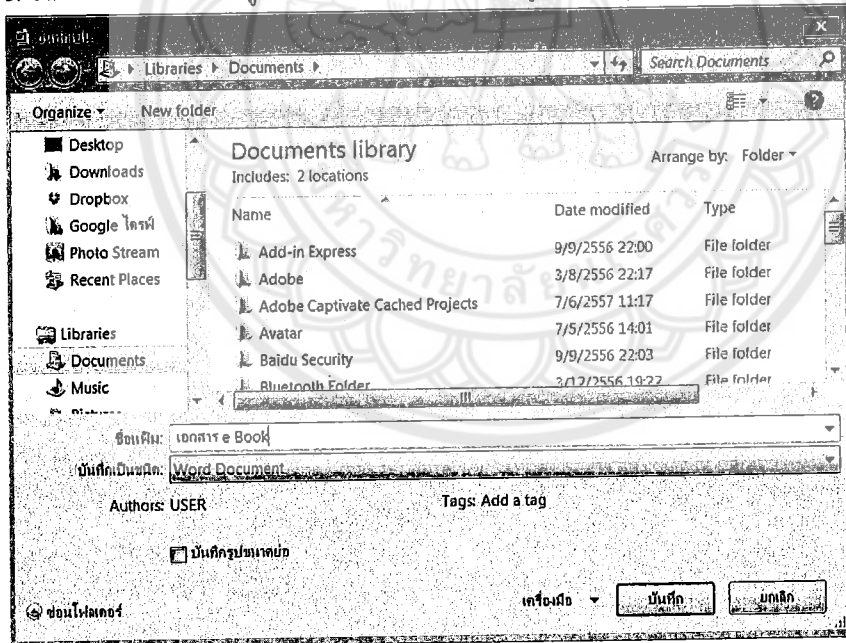 บันทึกเป็น
Libraries Documents
Search Documents
Organize New folder
Desktop
Downloads
Dropbox
Google ไดรฟ์
Photo Stream
Recent Places
Libraries
Documents
Music
Documents library
Includes: 2 locations
Arrange by: Folder
Name Date modified Type
Add-in Express 9/9/2556 22:00 File folder
Adobe 3/8/2556 22:17 File folder
Adobe Captivate Cached Projects 7/6/2557 11:17 File folder
Avatar 7/5/2556 14:01 File folder
Baidu Security 9/9/2556 22:03 File folder
Bluetooth Folder 3/12/2556 19:27 File folder
ชื่อแฟ้ม: เอกสาร e Book
บันทึกเป็นชนิด: Word Document
Authors: USER Tags: Add a tag
บันทึกรูปขนาดย่อ
ซ่อนโฟลเดอร์ เครื่องมือ บันทึก ยกเลิก